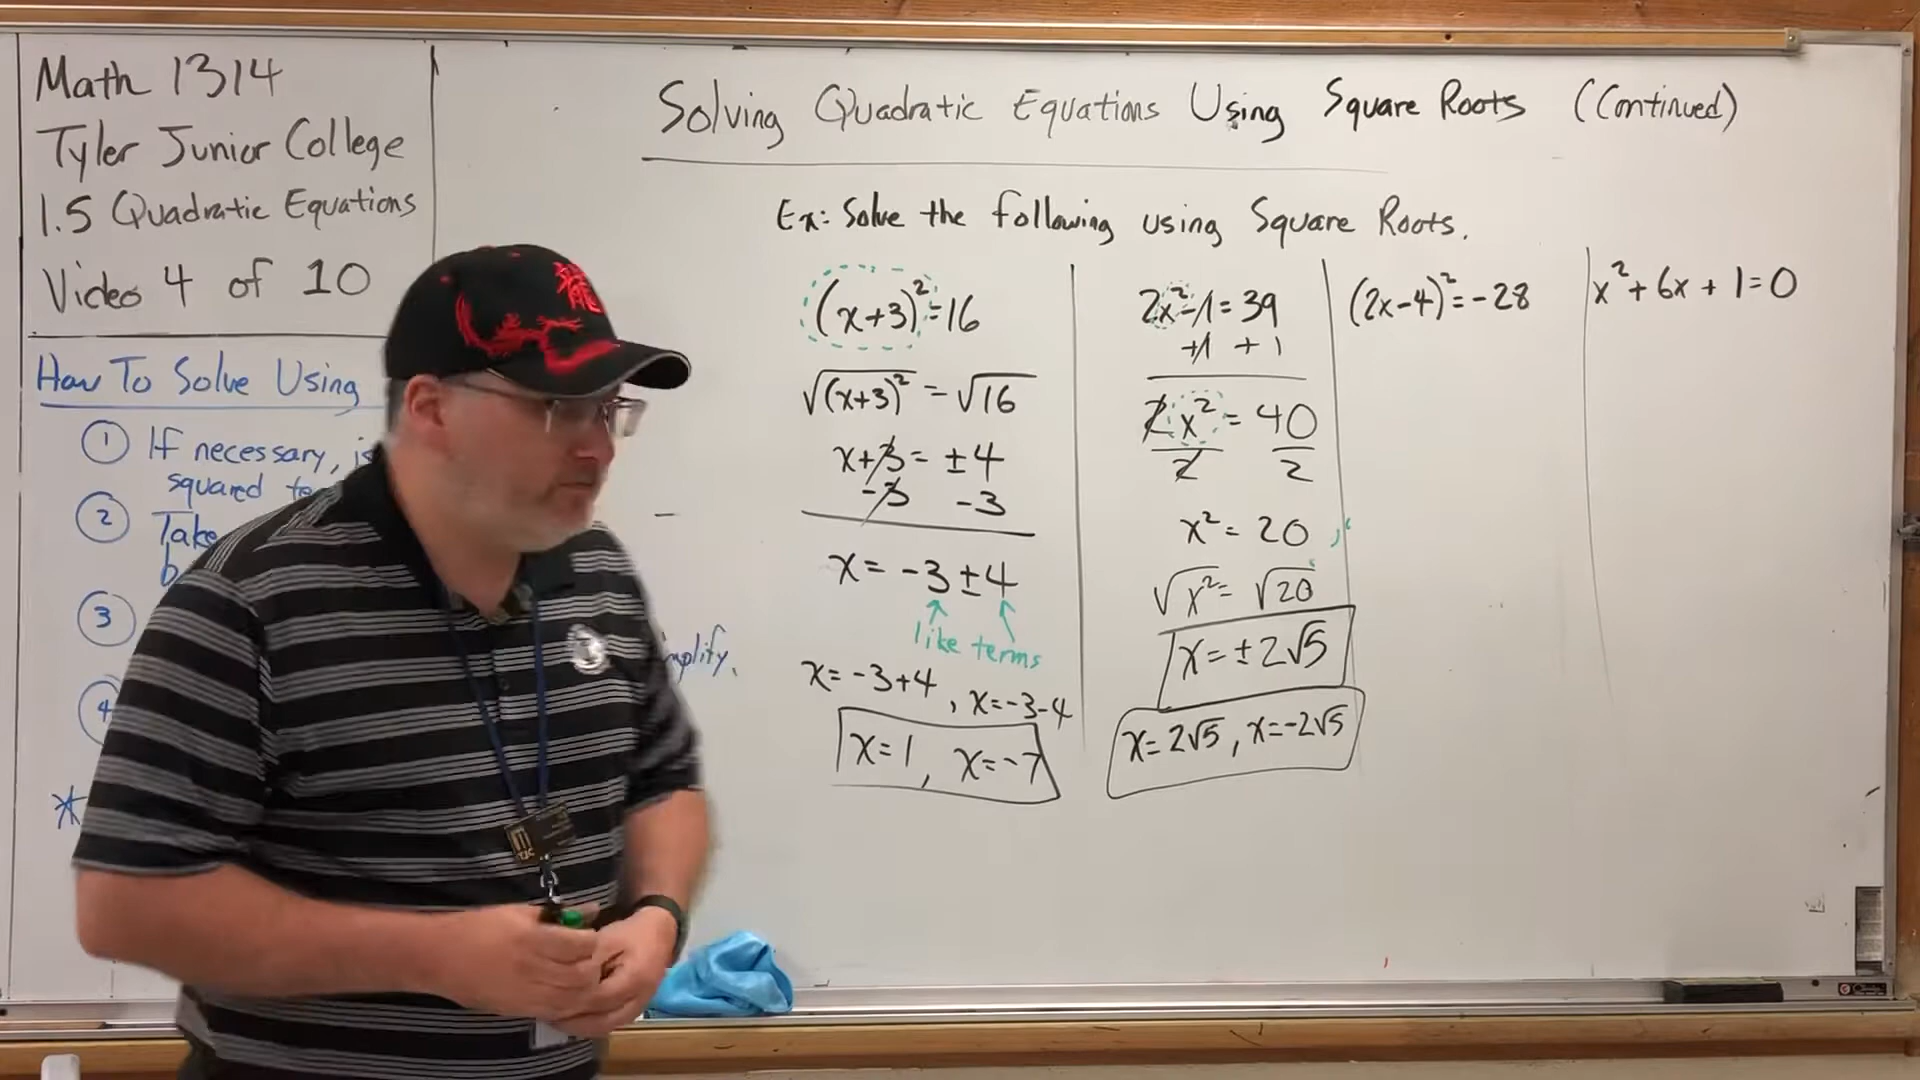 Math 1314
Tyler Junior College
1.5 Quadratic Equations
Video 4 of 10
How To Solve Using
1 If necessary,
squared
2 Take
3
4
*
Solving Quadratic Equations Using Square Roots (Continued)
Ex: Solve the following using Square Roots.
(x+3)²=16
√(x+3)² = √16
x+3 = ±4
-3 -3
x = -3 ± 4
like terms
x=-3+4, x=-3-4
x=1, x=-7
2x²-1=39
+1 +1
2x² = 40
2 2
x² = 20
√x² = √20
x=±2√5
x=2√5, x=-2√5
(2x-4)²=-28
x²+6x+1=0
龍
TJC